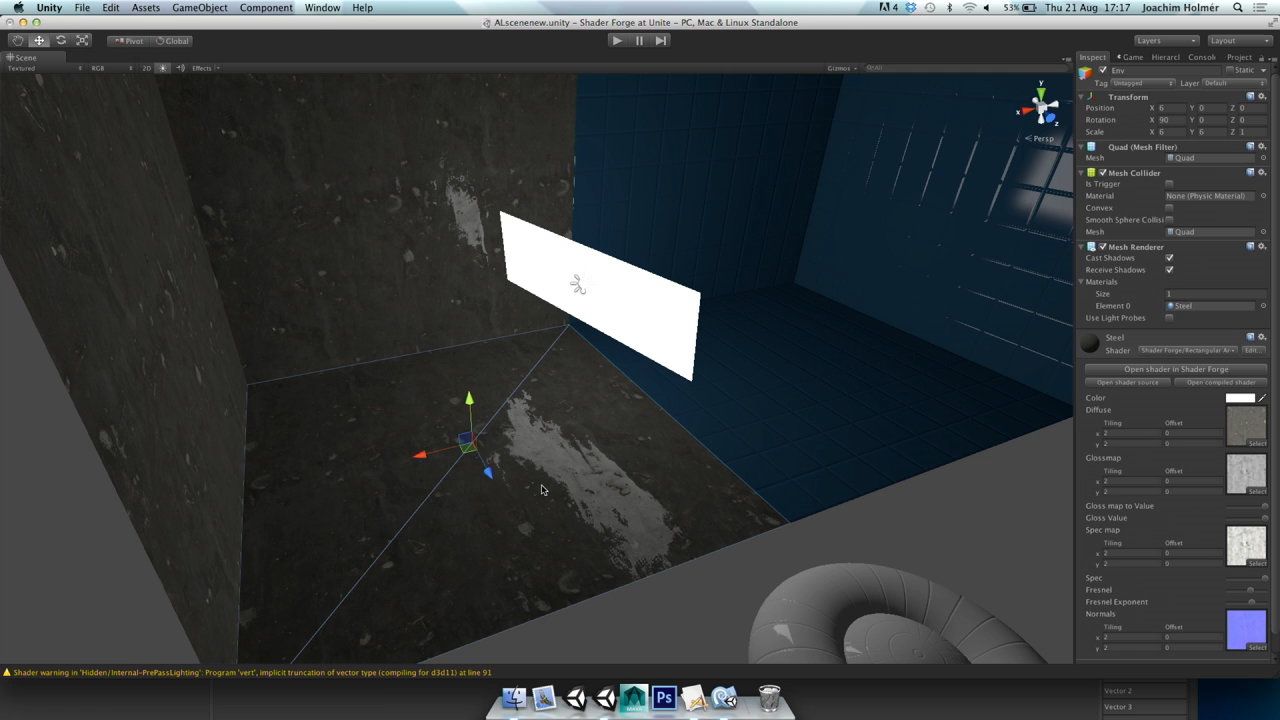 Unity File Edit Assets GameObject Component Window Help 4 53% Thu 21 Aug 17:17 Joachim Holmér
ALscenenew.unity - Shader Forge at Unite - PC, Mac & Linux Standalone
Pivot Global Layers Layout
Scene Inspect Game Hierarcl Consol Project
Textured RGB 2D Effects Gizmos All
Env Static
Tag Untagged Layer Default
Transform
Position X 6 Y 0 Z 0
Rotation X 90 Y 0 Z 0
Scale X 6 Y 6 Z 1
Quad (Mesh Filter)
Mesh Quad
Mesh Collider
Is Trigger
Material None (Physic Material)
Convex
Smooth Sphere Collisi
Mesh Quad
Mesh Renderer
Cast Shadows
Receive Shadows
Materials
Size 1
Element 0 Steel
Use Light Probes
Steel
Shader Shader Forge/Rectangular Ar Edit...
Open shader in Shader Forge
Open shader source Open compiled shader
Color
Diffuse
Tiling Offset
x 2 0
y 2 0
Select
Glossmap
Tiling Offset
x 2 0
y 2 0
Select
Gloss map to Value
Gloss Value
Spec map
Tiling Offset
x 2 0
y 2 0
Select
Spec
Fresnel
Fresnel Exponent
Normals
Tiling Offset
x 2 0
y 2 0
Select
y
x
z
Persp
Shader warning in 'Hidden/Internal-PrePassLighting': Program 'vert', implicit truncation of vector type (compiling for d3d11) at line 91
Ps
Vector 2
Vector 3